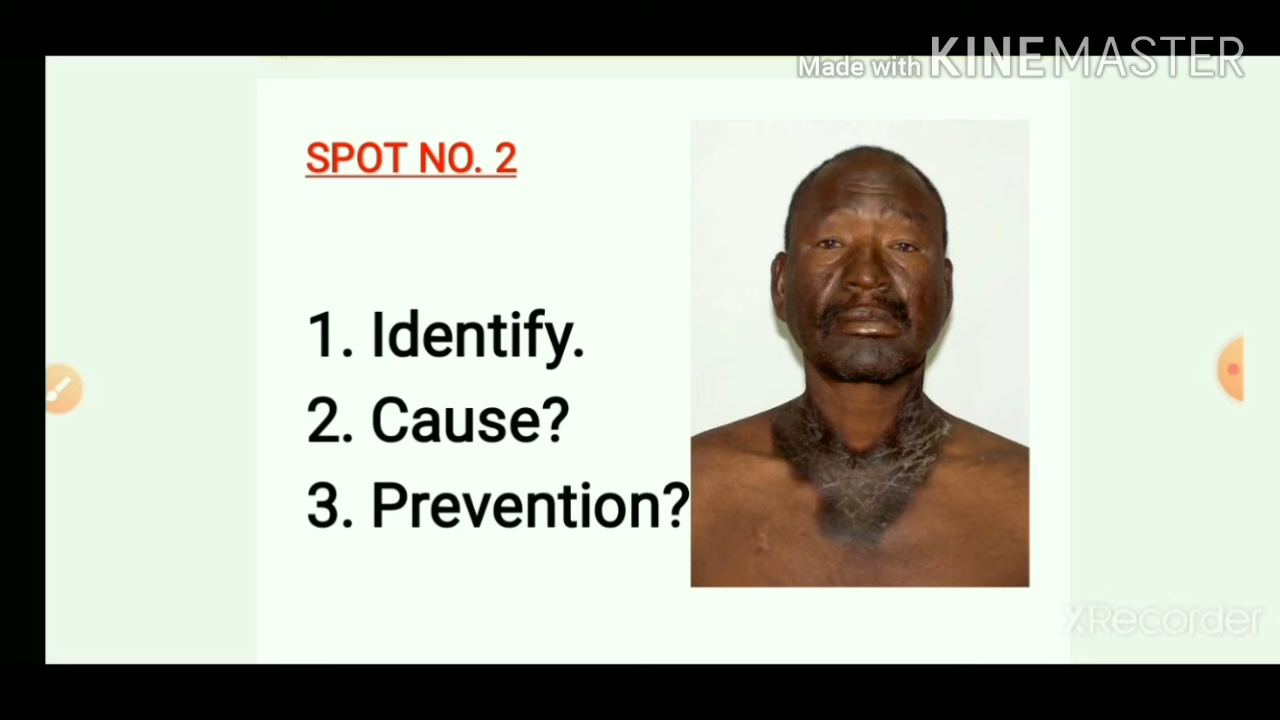 Made with KINEMASTER
SPOT NO. 2
1. Identify.
2. Cause?
3. Prevention?
XRecorder